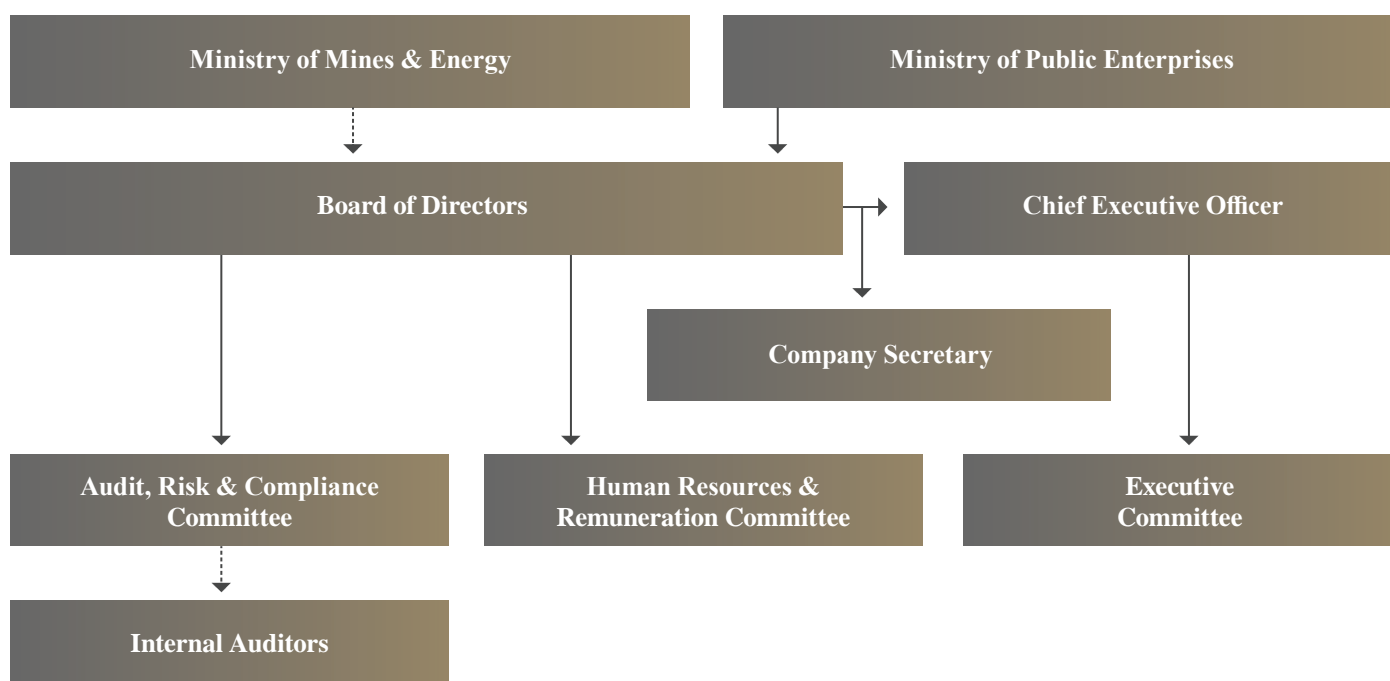 Ministry of Mines & Energy
Ministry of Public Enterprises
Board of Directors
Chief Executive Officer
Company Secretary
Audit, Risk & Compliance
Committee
Human Resources &
Remuneration Committee
Executive
Committee
Internal Auditors